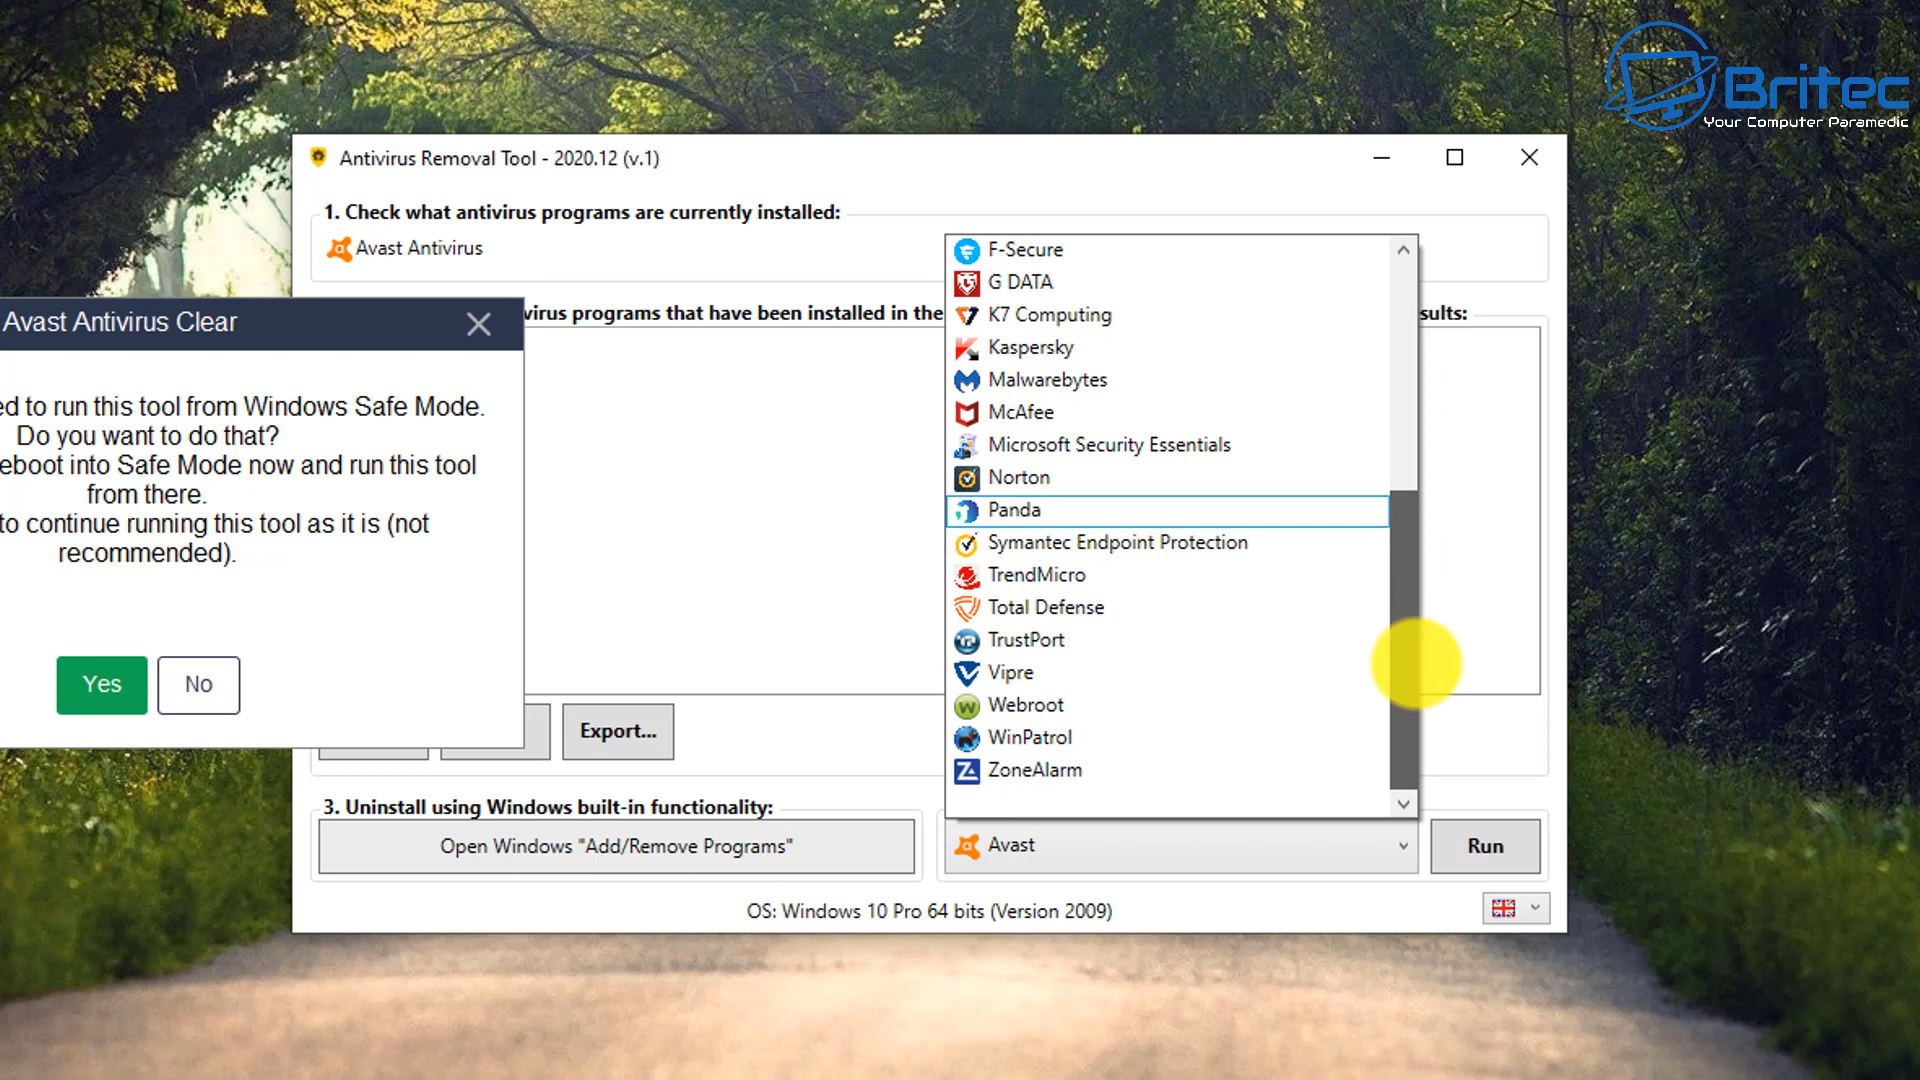 Britec
Your Computer Paramedic
Antivirus Removal Tool - 2020.12 (v.1)
1. Check what antivirus programs are currently installed:
Avast Antivirus
Avast Antivirus Clear
virus programs that have been installed in the
sults:
ed to run this tool from Windows Safe Mode.
Do you want to do that?
eboot into Safe Mode now and run this tool
from there.
to continue running this tool as it is (not
recommended).
Yes
No
F-Secure
G DATA
K7 Computing
Kaspersky
Malwarebytes
McAfee
Microsoft Security Essentials
Norton
Panda
Symantec Endpoint Protection
TrendMicro
Total Defense
TrustPort
Vipre
Webroot
WinPatrol
ZoneAlarm
Export...
3. Uninstall using Windows built-in functionality:
Open Windows "Add/Remove Programs"
Avast
Run
OS: Windows 10 Pro 64 bits (Version 2009)